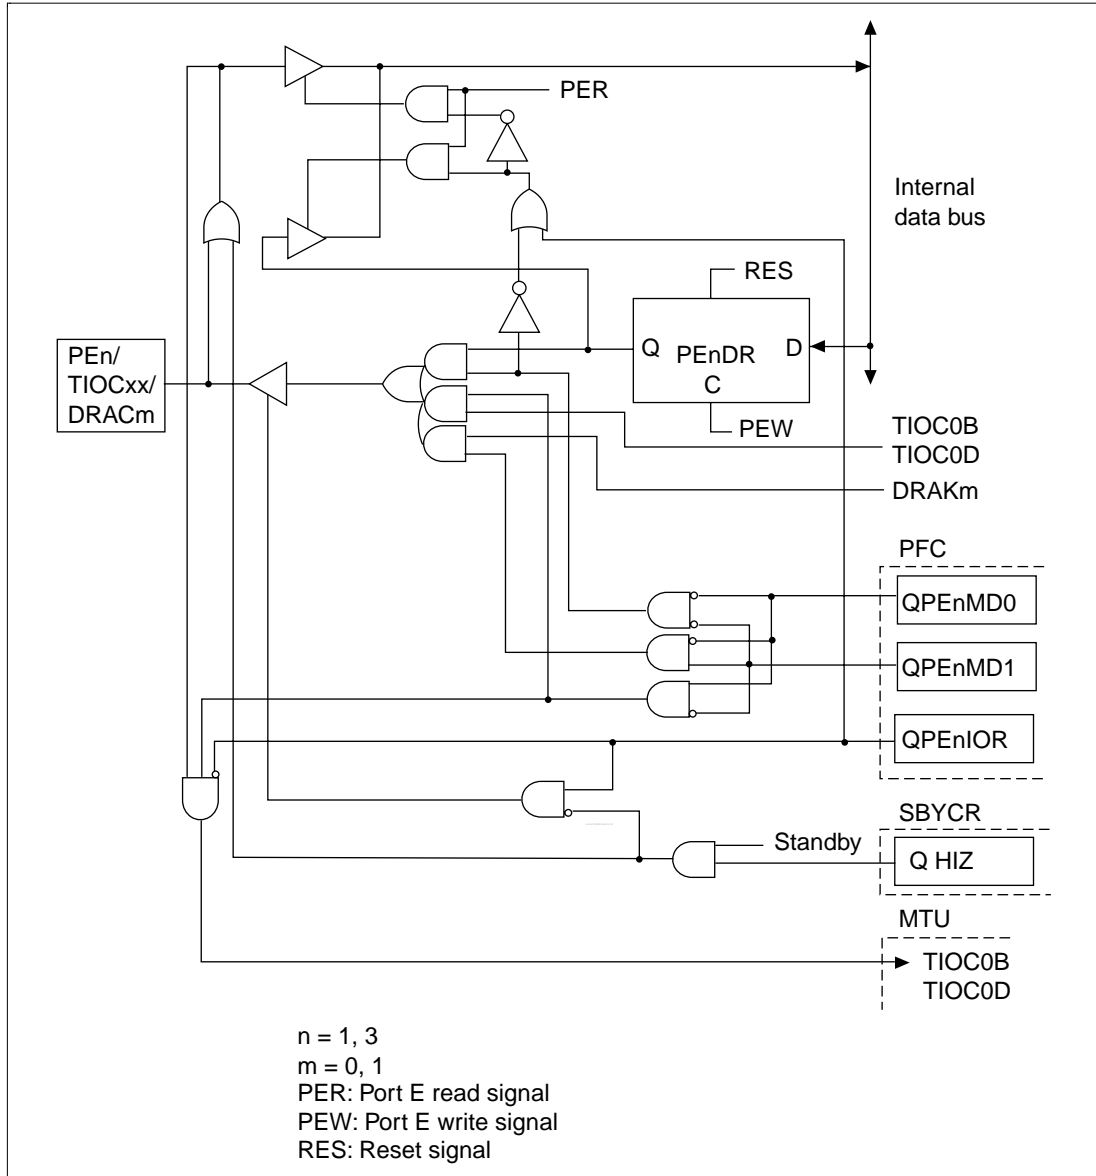 PER
Internal
data bus
RES
Q
PEnDR
D
C
PEn/
TIOCxx/
DRACm
PEW
TIOC0B
TIOC0D
DRAKm
PFC
QPEnMD0
QPEnMD1
QPEnIOR
SBYCR
Standby
Q HIZ
MTU
TIOC0B
TIOC0D
n = 1, 3
m = 0, 1
PER: Port E read signal
PEW: Port E write signal
RES: Reset signal